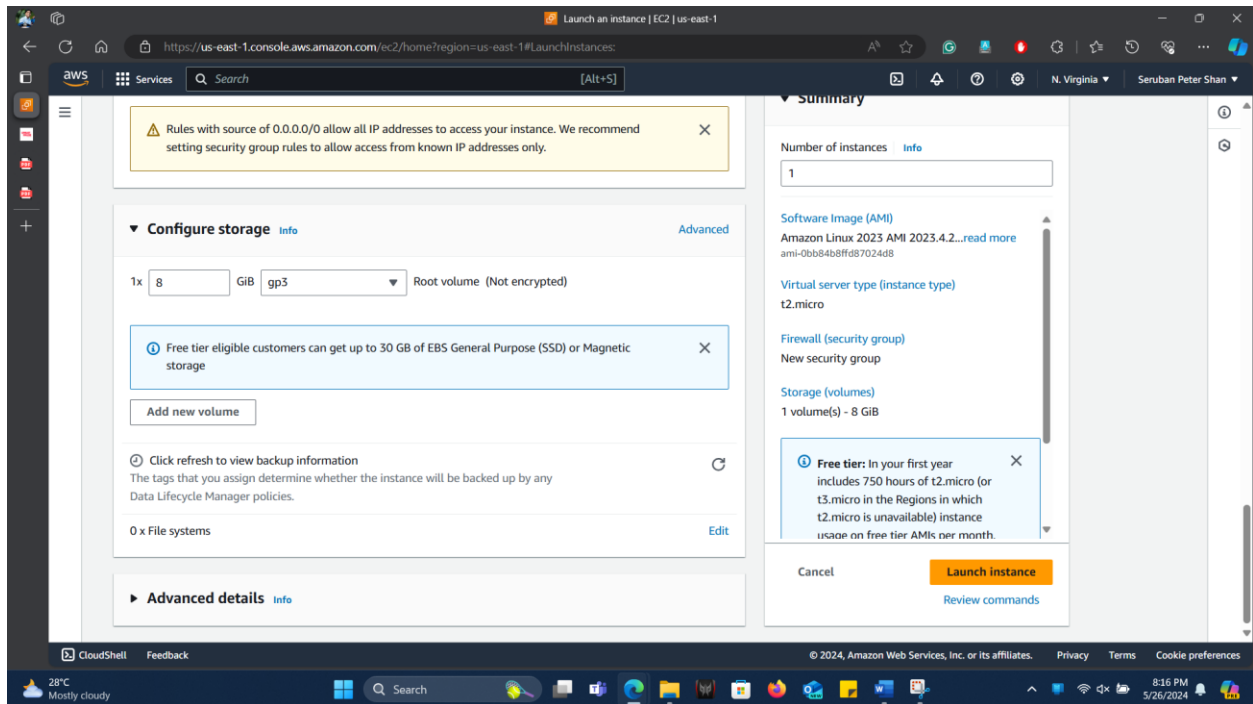 Launch an instance | EC2 | us-east-1
https://us-east-1.console.aws.amazon.com/ec2/home?region=us-east-1#LaunchInstances:
aws
Services
Search
[Alt+S]
N. Virginia
Seruban Peter Shan
Rules with source of 0.0.0.0/0 allow all IP addresses to access your instance. We recommend
setting security group rules to allow access from known IP addresses only.
Configure storage Info
Advanced
1x 8 GiB gp3 Root volume (Not encrypted)
Free tier eligible customers can get up to 30 GB of EBS General Purpose (SSD) or Magnetic
storage
Add new volume
Click refresh to view backup information
The tags that you assign determine whether the instance will be backed up by any
Data Lifecycle Manager policies.
0 x File systems
Edit
Advanced details Info
Summary
Number of instances Info
1
Software Image (AMI)
Amazon Linux 2023 AMI 2023.4.2...read more
ami-0bb84b8ffd87024d8
Virtual server type (instance type)
t2.micro
Firewall (security group)
New security group
Storage (volumes)
1 volume(s) - 8 GiB
Free tier: In your first year
includes 750 hours of t2.micro (or
t3.micro in the Regions in which
t2.micro is unavailable) instance
usage on free tier AMIs per month,
Cancel
Launch instance
Review commands
CloudShell
Feedback
© 2024, Amazon Web Services, Inc. or its affiliates.
Privacy
Terms
Cookie preferences
28°C
Mostly cloudy
Search
8:16 PM
5/26/2024